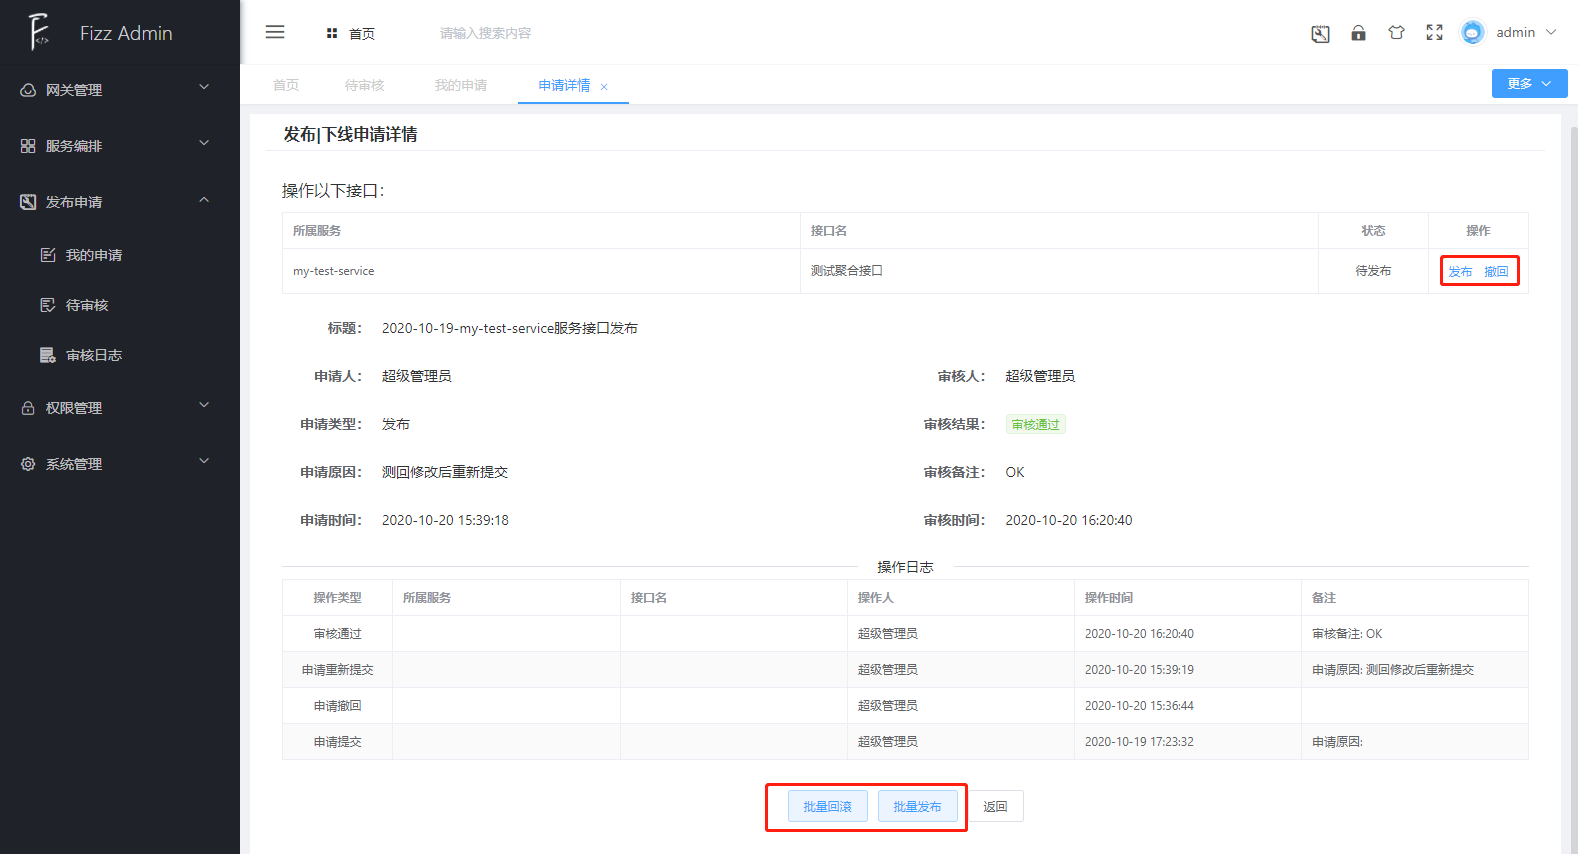 Fizz Admin
首页
请输入搜索内容
admin
网关管理
服务编排
发布申请
我的申请
待审核
审核日志
权限管理
系统管理
首页 待审核 我的申请 申请详情 × 更多
发布|下线申请详情
操作以下接口：
所属服务 接口名 状态 操作
my-test-service 测试聚合接口 待发布 发布 撤回
标题： 2020-10-19-my-test-service服务接口发布
申请人： 超级管理员 审核人： 超级管理员
申请类型： 发布 审核结果： 审核通过
申请原因： 测回修改后重新提交 审核备注： OK
申请时间： 2020-10-20 15:39:18 审核时间： 2020-10-20 16:20:40
操作日志
操作类型 所属服务 接口名 操作人 操作时间 备注
审核通过 超级管理员 2020-10-20 16:20:40 审核备注: OK
申请重新提交 超级管理员 2020-10-20 15:39:19 申请原因: 测回修改后重新提交
申请撤回 超级管理员 2020-10-20 15:36:44
申请提交 超级管理员 2020-10-19 17:23:32 申请原因:
批量回滚 批量发布 返回